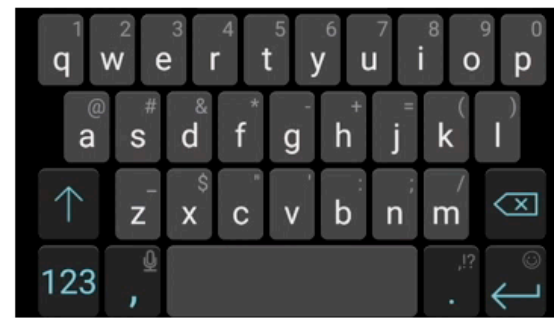 1 2 3 4 5 6 7 8 9 0
q w e r t y u i o p
@ # & * - + = ( )
a s d f g h j k l
_ $ " ' : ; /
z x c v b n m
,!?
123 , .